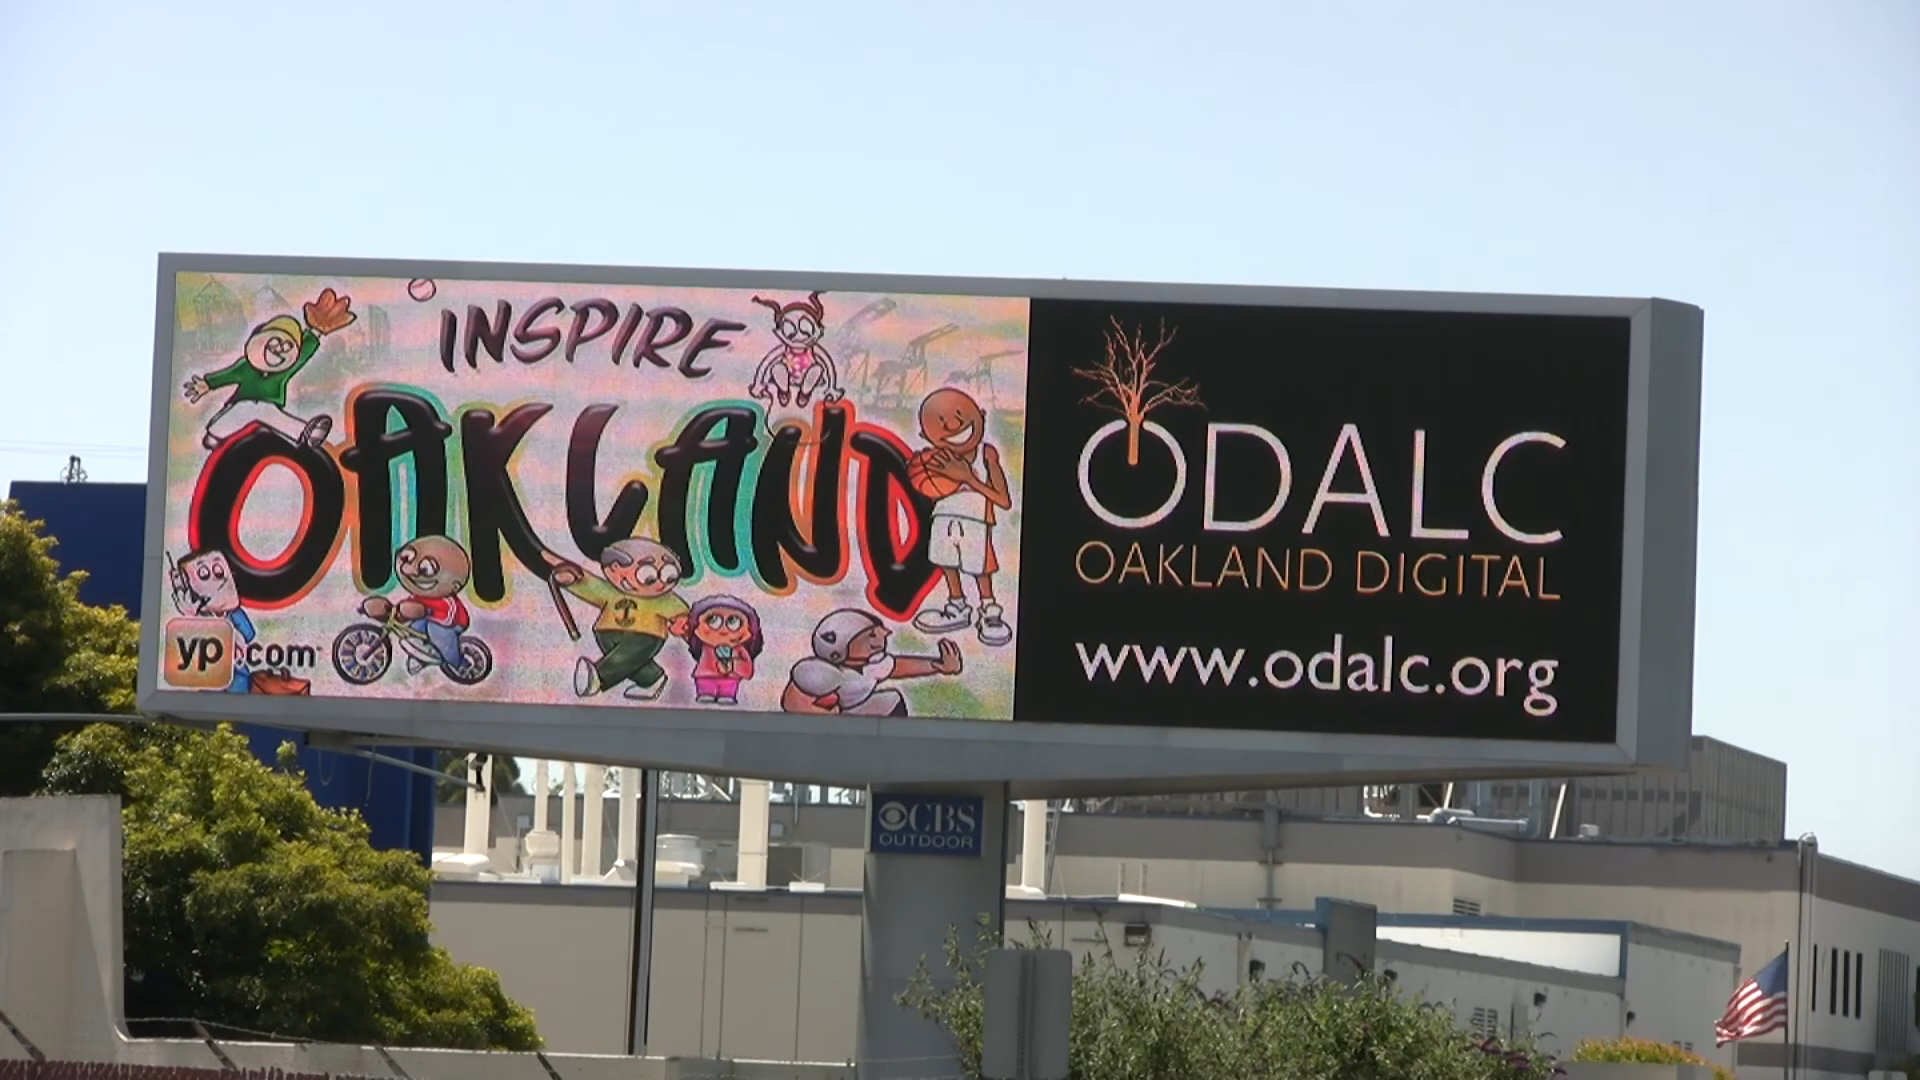 INSPIRE
OAKLAND
yp.com
ODALC
OAKLAND DIGITAL
www.odalc.org
CBS
OUTDOOR